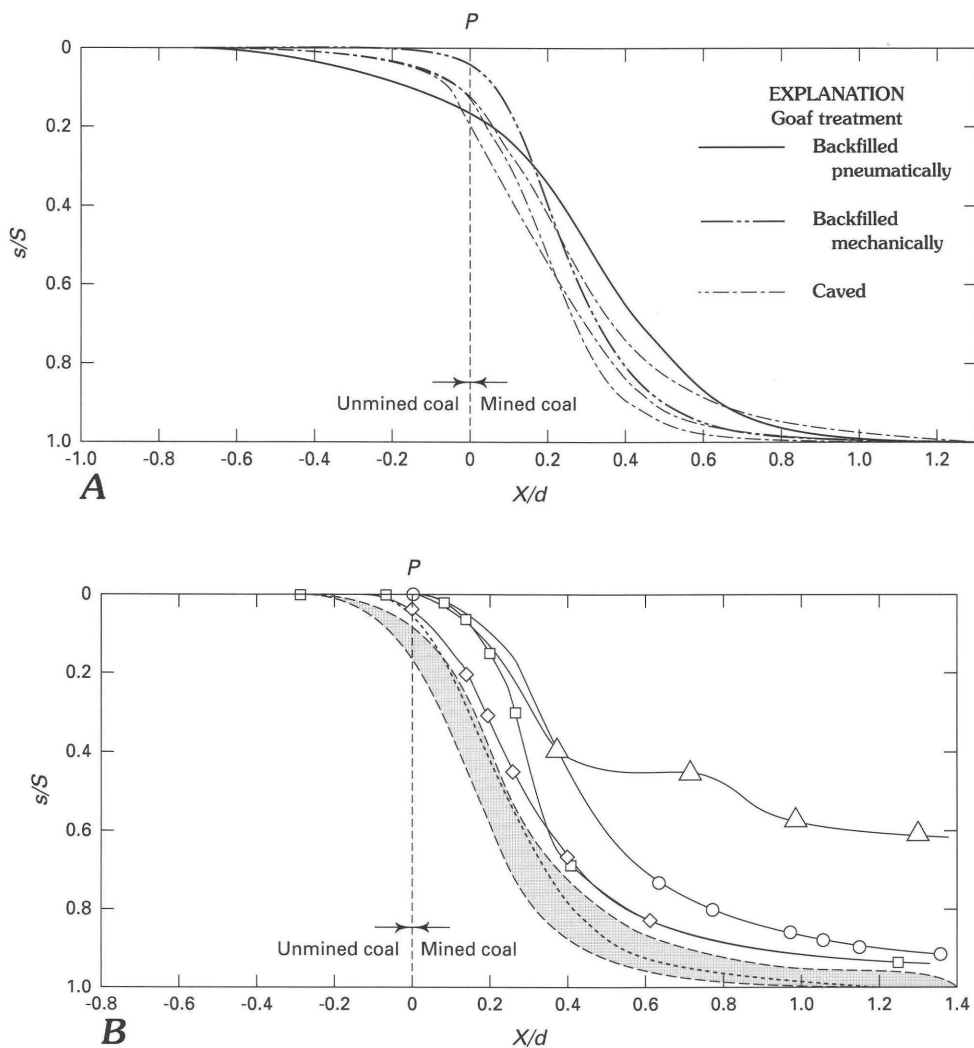 P
0
0.2
0.4
0.6
0.8
1.0
s/S
EXPLANATION
Goaf treatment
Backfilled
pneumatically
Backfilled
mechanically
Caved
Unmined coal
Mined coal
-1.0 -0.8 -0.6 -0.4 -0.2 0 0.2 0.4 0.6 0.8 1.0 1.2
A
X/d
P
0
0.2
0.4
0.6
0.8
1.0
s/S
Unmined coal
Mined coal
-0.8 -0.6 -0.4 -0.2 0 0.2 0.4 0.6 0.8 1.0 1.2 1.4
B
X/d